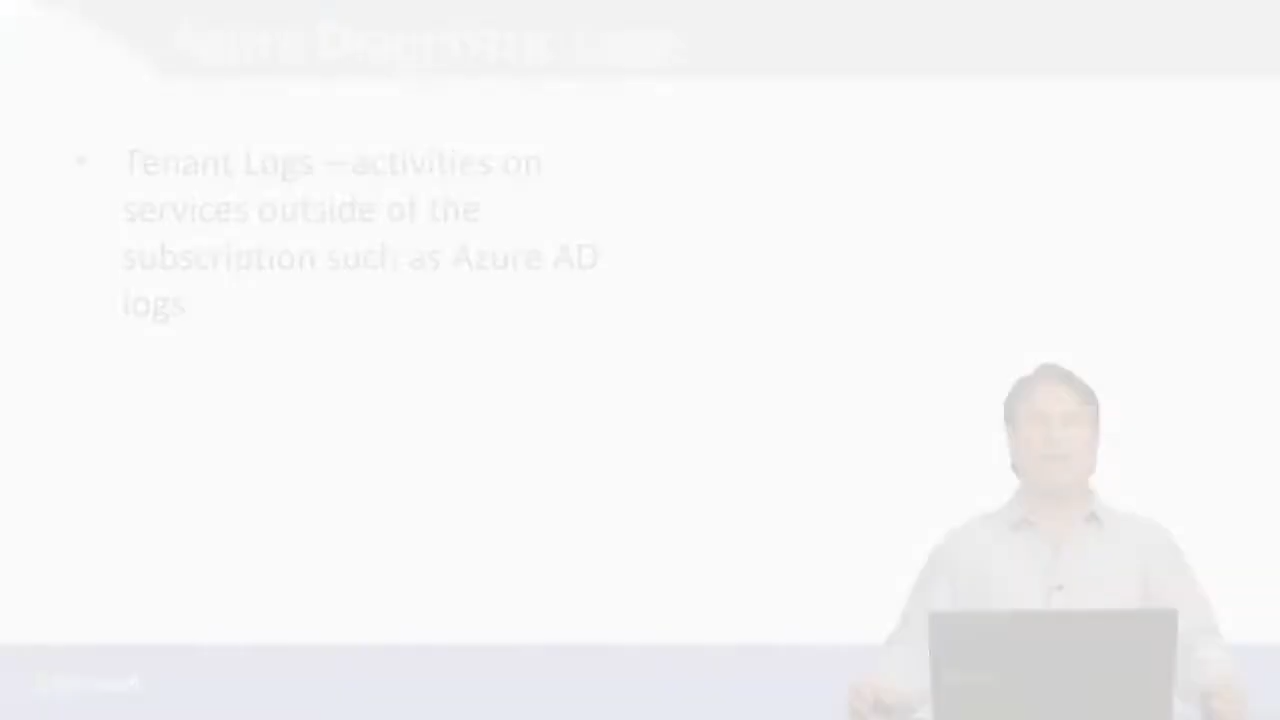 Azure Diagnostic Logs
• Tenant Logs – activities on
services outside of the
subscription such as Azure AD
logs